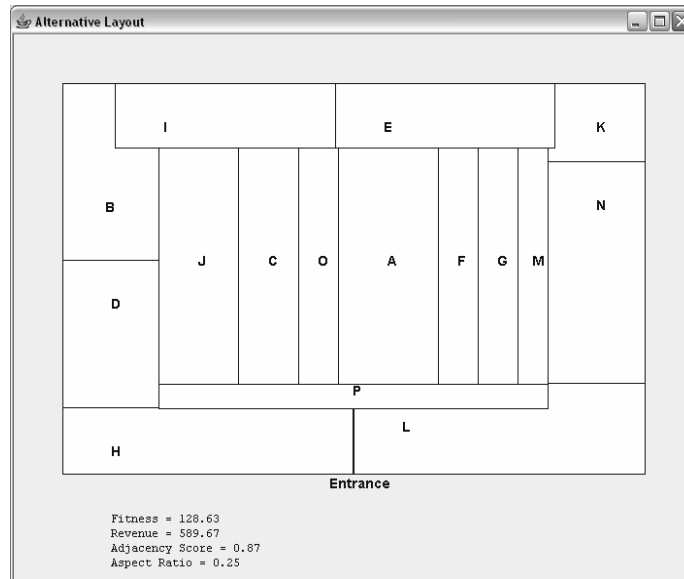 Alternative Layout
I
E
K
B
N
J
C
O
A
F
G
M
D
P
L
H
Entrance
Fitness = 128.63
Revenue = 589.67
Adjacency Score = 0.87
Aspect Ratio = 0.25